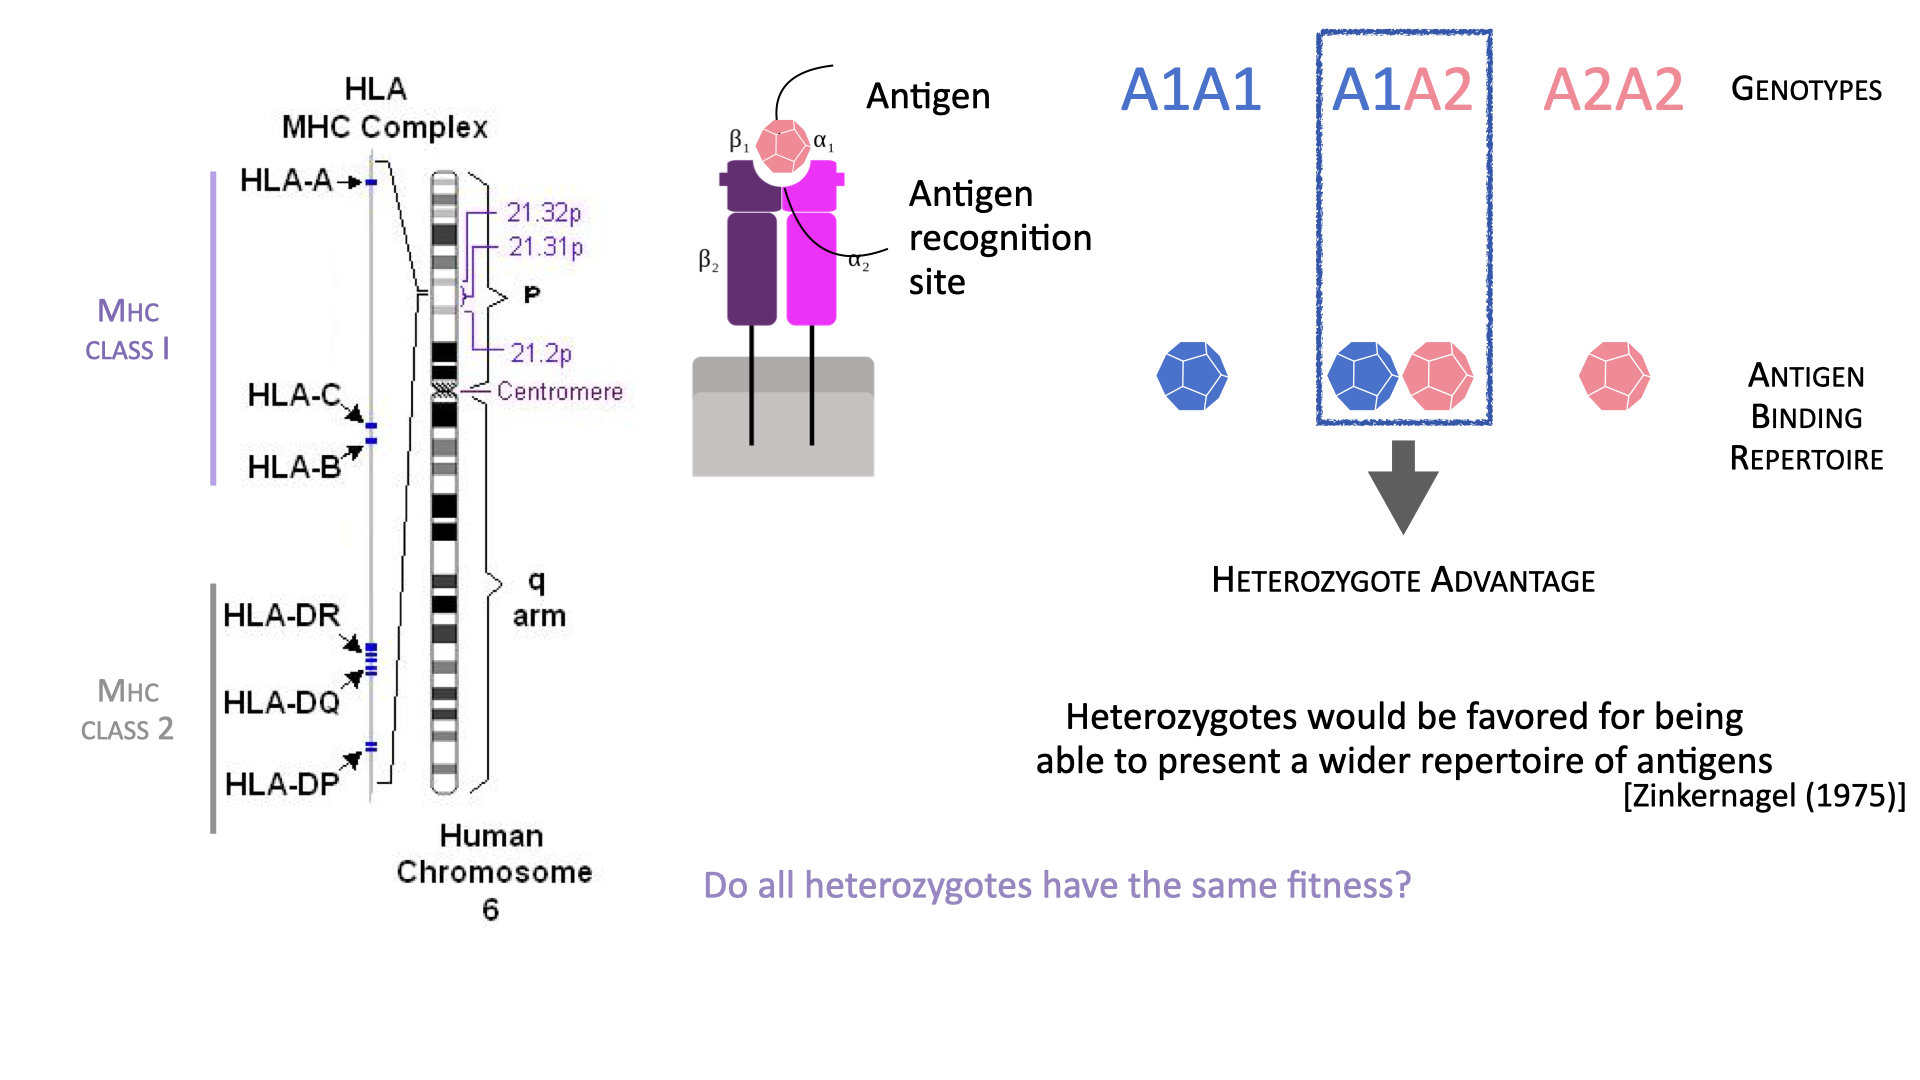 HLA
MHC Complex
HLA-A
HLA-C
HLA-B
HLA-DR
HLA-DQ
HLA-DP
MHC
CLASS I
MHC
CLASS 2
21.32p
21.31p
P
21.2p
Centromere
q
arm
Human
Chromosome
6
Antigen
β1
α1
Antigen
recognition
site
β2
α2
A1A1
A1A2
A2A2
GENOTYPES
ANTIGEN
BINDING
REPERTOIRE
HETEROZYGOTE ADVANTAGE
Heterozygotes would be favored for being
able to present a wider repertoire of antigens
[Zinkernagel (1975)]
Do all heterozygotes have the same fitness?